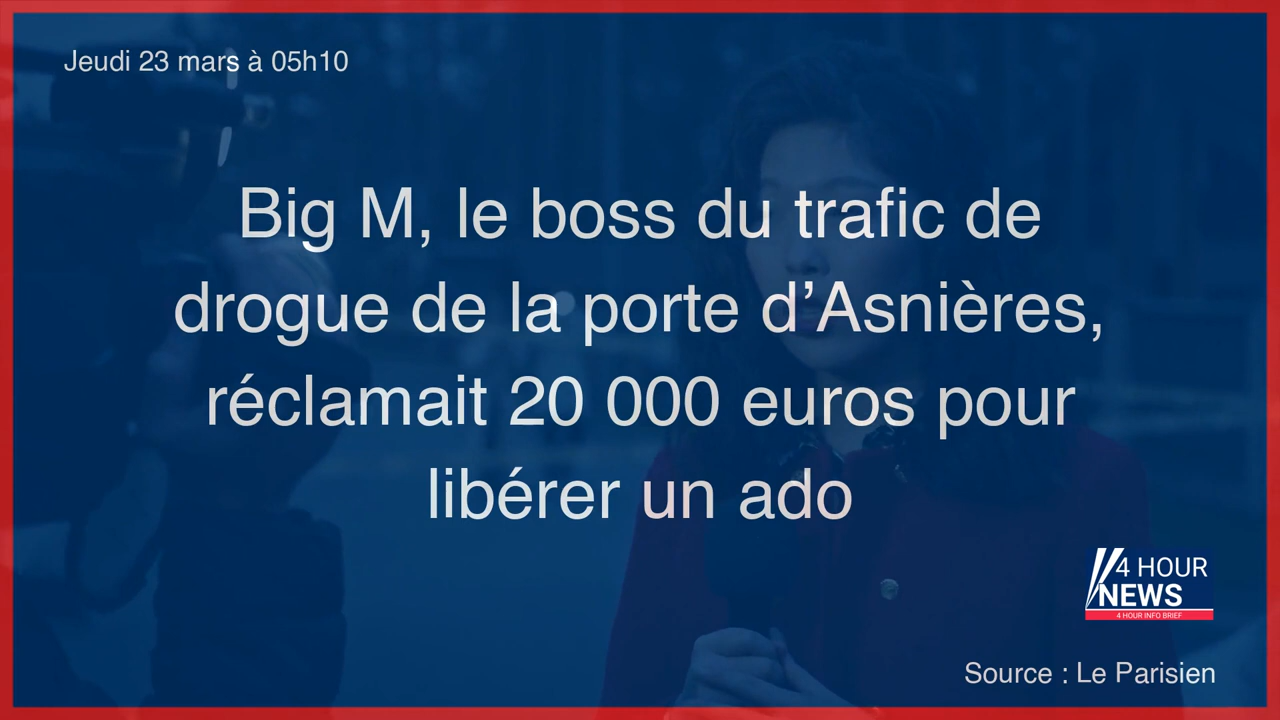 Jeudi 23 mars à 05h10
Big M, le boss du trafic de
drogue de la porte d’Asnières,
réclamait 20 000 euros pour
libérer un ado
4 HOUR
NEWS
4 HOUR INFO BRIEF
Source : Le Parisien